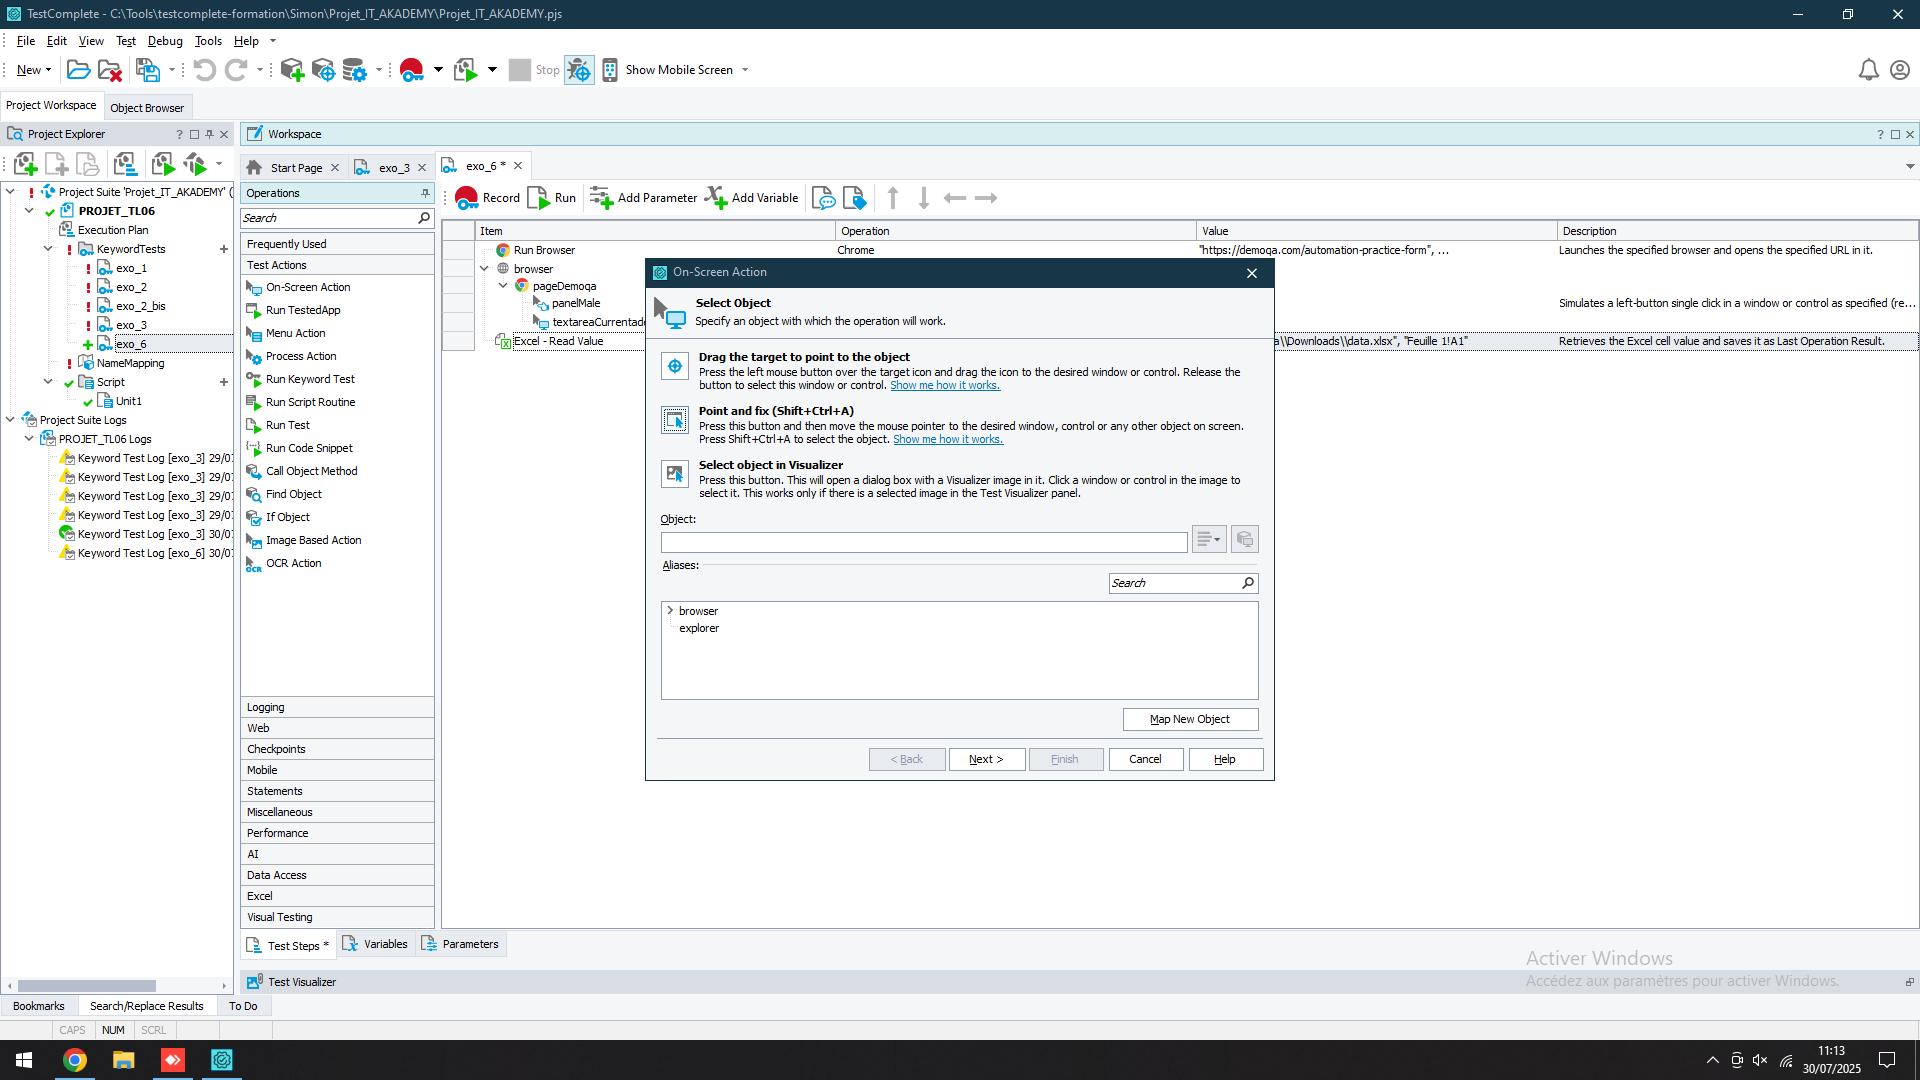 TestComplete - C:\Tools\testcomplete-formation\Simon\Projet_IT_AKADEMY\Projet_IT_AKADEMY.pjs
File Edit View Test Debug Tools Help
New Stop Show Mobile Screen
Project Workspace Object Browser
Project Explorer ?
Workspace ?
Start Page exo_3 exo_6 *
Project Suite 'Projet_IT_AKADEMY' (
PROJET_TL06
Execution Plan
KeywordTests
exo_1
exo_2
exo_2_bis
exo_3
exo_6
NameMapping
Script
Unit1
Project Suite Logs
PROJET_TL06 Logs
Keyword Test Log [exo_3] 29/07
Keyword Test Log [exo_3] 29/07
Keyword Test Log [exo_3] 29/07
Keyword Test Log [exo_3] 29/07
Keyword Test Log [exo_3] 30/07
Keyword Test Log [exo_6] 30/07
Operations
Search
Frequently Used
Test Actions
On-Screen Action
Run TestedApp
Menu Action
Process Action
Run Keyword Test
Run Script Routine
Run Test
Run Code Snippet
Call Object Method
Find Object
If Object
Image Based Action
OCR Action
Logging
Web
Checkpoints
Mobile
Statements
Miscellaneous
Performance
AI
Data Access
Excel
Visual Testing
Record Run Add Parameter Add Variable
Item Operation Value Description
Run Browser Chrome "https://demoqa.com/automation-practice-form", ... Launches the specified browser and opens the specified URL in it.
browser
pageDemoqa
panelMale Simulates a left-button single click in a window or control as specified (re...
textareaCurrentadd
Excel - Read Value a\\Downloads\\data.xlsx", "Feuille 1!A1" Retrieves the Excel cell value and saves it as Last Operation Result.
On-Screen Action
Select Object
Specify an object with which the operation will work.
Drag the target to point to the object
Press the left mouse button over the target icon and drag the icon to the desired window or control. Release the
button to select this window or control. Show me how it works.
Point and fix (Shift+Ctrl+A)
Press this button and then move the mouse pointer to the desired window, control or any other object on screen.
Press Shift+Ctrl+A to select the object. Show me how it works.
Select object in Visualizer
Press this button. This will open a dialog box with a Visualizer image in it. Click a window or control in the image to
select it. This works only if there is a selected image in the Test Visualizer panel.
Object:
Aliases:
Search
browser
explorer
Map New Object
< Back Next > Finish Cancel Help
Test Steps * Variables Parameters
Test Visualizer
Activer Windows
Accédez aux paramètres pour activer Windows.
Bookmarks Search/Replace Results To Do
CAPS NUM SCRL
11:13
30/07/2025